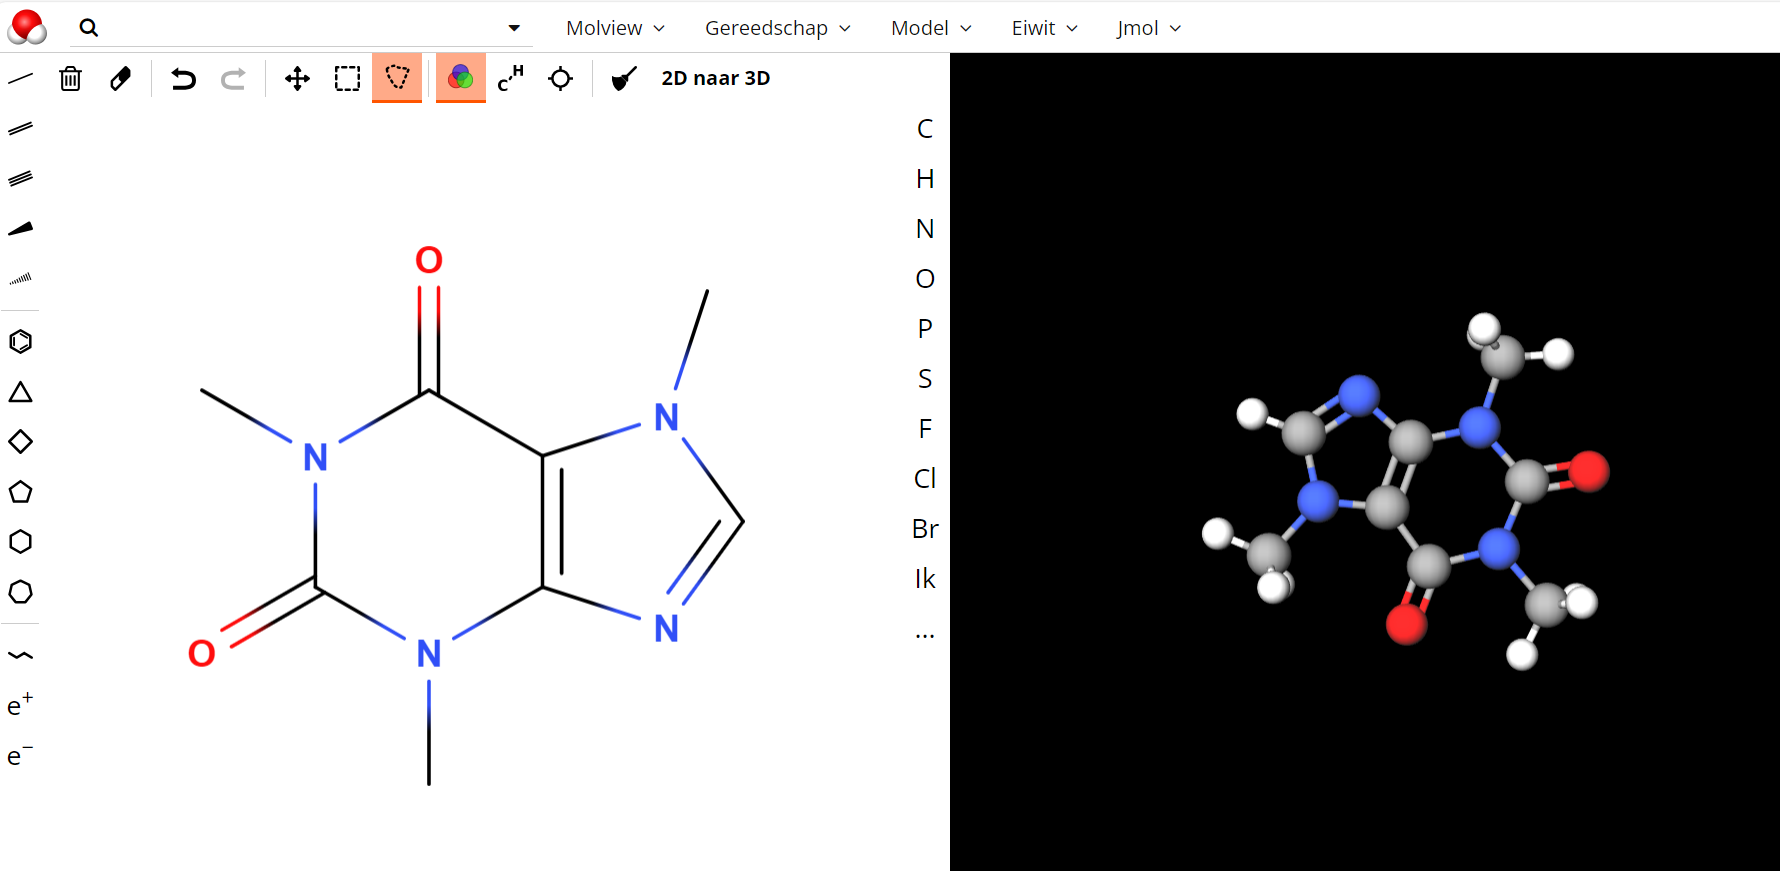 Molview Gereedschap Model Eiwit Jmol
C H 2D naar 3D
C
H
N
O
P
S
F
Cl
Br
Ik
...
e+
e−
O
N
N
O
N
N